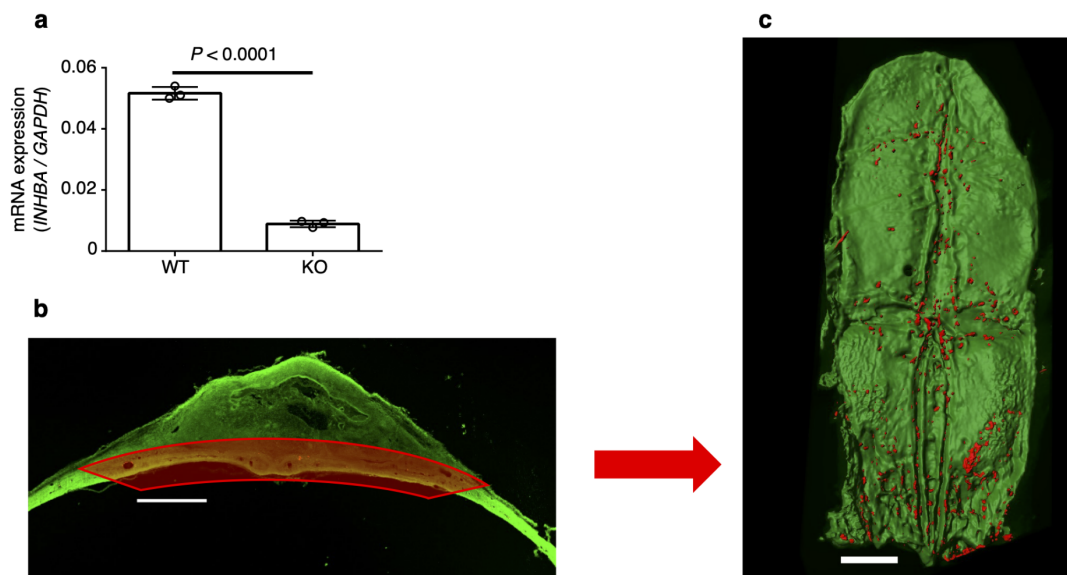 a
P < 0.0001
0.06
0.04
0.02
0
mRNA expression
(INHBA / GAPDH)
WT
KO
b
c